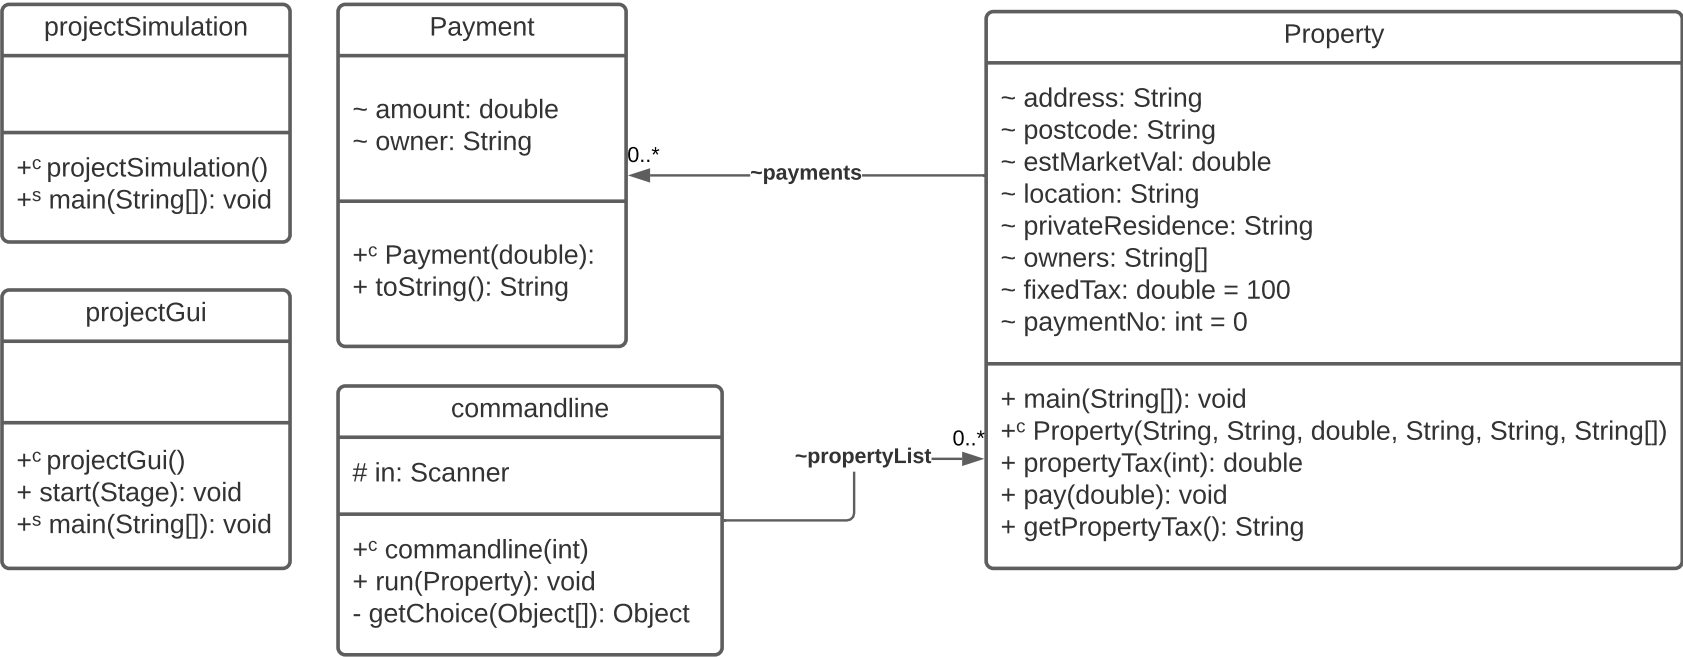 projectSimulation
+ᶜ projectSimulation()
+ˢ main(String[]): void
projectGui
+ᶜ projectGui()
+ start(Stage): void
+ˢ main(String[]): void
Payment
~ amount: double
~ owner: String
+ᶜ Payment(double):
+ toString(): String
0..*
~payments
commandline
# in: Scanner
+ᶜ commandline(int)
+ run(Property): void
- getChoice(Object[]): Object
0..*
~propertyList
Property
~ address: String
~ postcode: String
~ estMarketVal: double
~ location: String
~ privateResidence: String
~ owners: String[]
~ fixedTax: double = 100
~ paymentNo: int = 0
+ main(String[]): void
+ᶜ Property(String, String, double, String, String, String[])
+ propertyTax(int): double
+ pay(double): void
+ getPropertyTax(): String